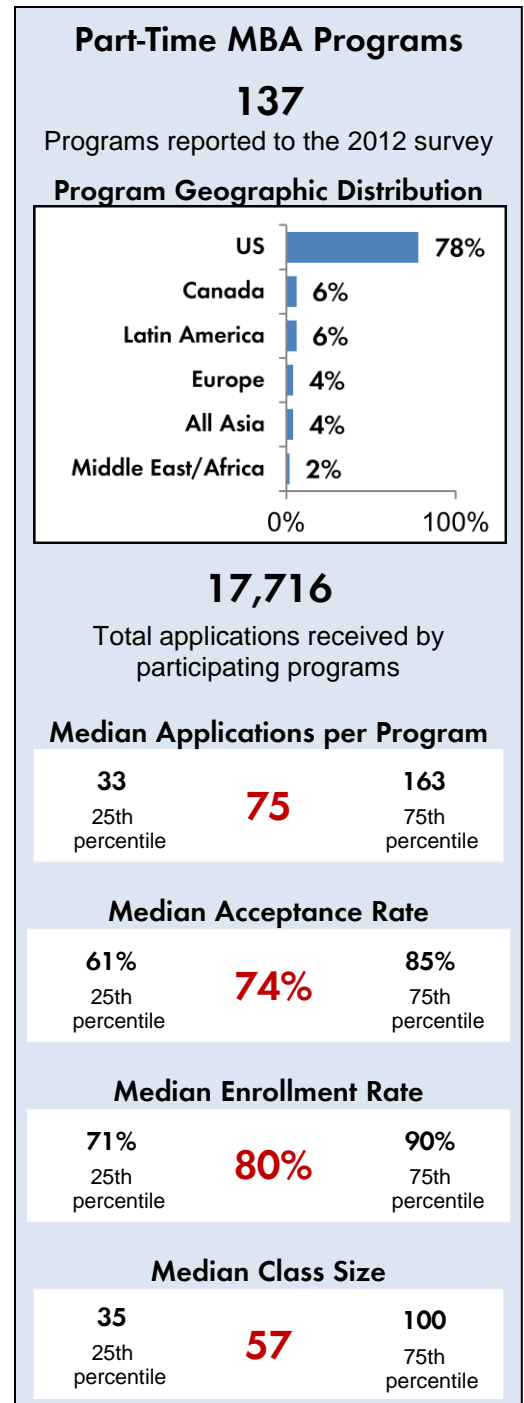 Part-Time MBA Programs
137
Programs reported to the 2012 survey
Program Geographic Distribution
US 78%
Canada 6%
Latin America 6%
Europe 4%
All Asia 4%
Middle East/Africa 2%
0% 100%
17,716
Total applications received by
participating programs
Median Applications per Program
33 75 163
25th 75th
percentile percentile
Median Acceptance Rate
61% 74% 85%
25th 75th
percentile percentile
Median Enrollment Rate
71% 80% 90%
25th 75th
percentile percentile
Median Class Size
35 57 100
25th 75th
percentile percentile